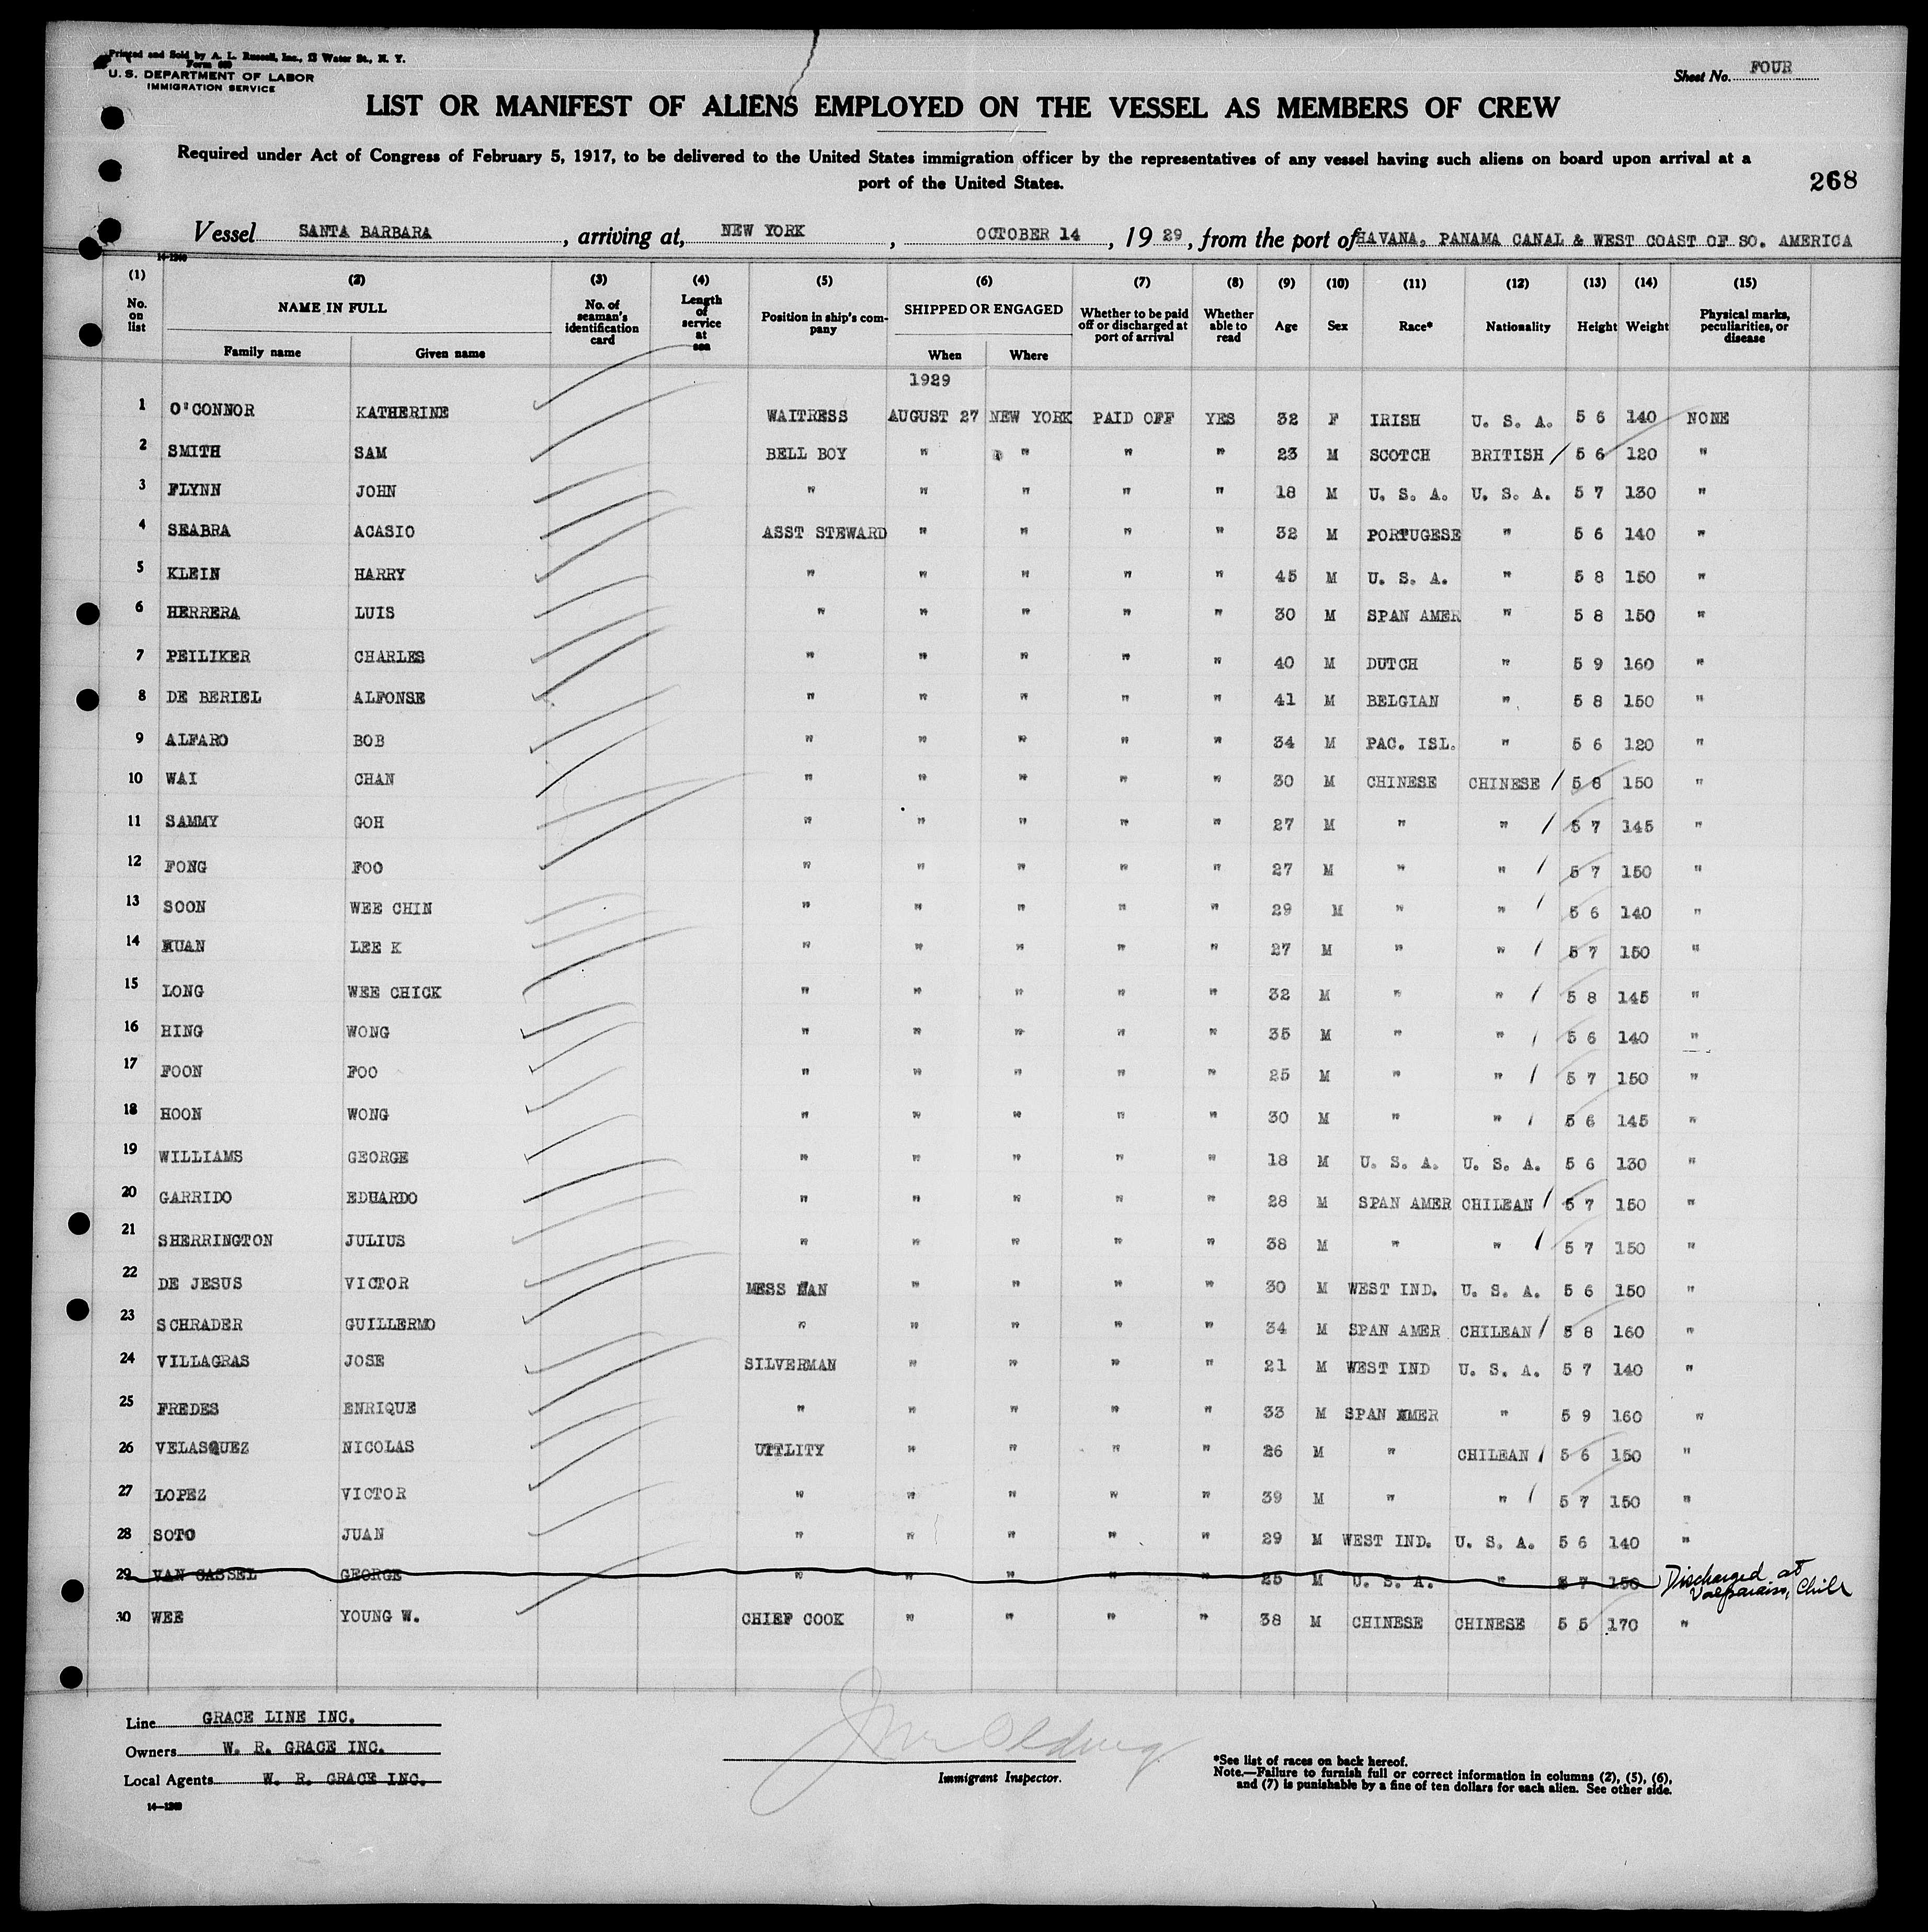 Printed and Sold by A. L. Russell, Inc., 13 Water St., N. Y.
Form 689
U. S. DEPARTMENT OF LABOR
IMMIGRATION SERVICE
Sheet No. FOUR
LIST OR MANIFEST OF ALIENS EMPLOYED ON THE VESSEL AS MEMBERS OF CREW
Required under Act of Congress of February 5, 1917, to be delivered to the United States immigration officer by the representatives of any vessel having such aliens on board upon arrival at a
port of the United States.
268
Vessel SANTA BARBARA, arriving at, NEW YORK, OCTOBER 14, 1929, from the port of HAVANA, PANAMA CANAL & WEST COAST OF SO. AMERICA
14-1240
(1) (2) (3) (4) (5) (6) (7) (8) (9) (10) (11) (12) (13) (14) (15)
No. on list NAME IN FULL No. of seaman's identification card Length of service at sea Position in ship's company SHIPPED OR ENGAGED Whether to be paid off or discharged at port of arrival Whether able to read Age Sex Race* Nationality Height Weight Physical marks, peculiarities, or disease
Family name Given name When Where
1929
1 O'CONNOR KATHERINE WAITRESS AUGUST 27 NEW YORK PAID OFF YES 32 F IRISH U. S. A. 5 6 140 NONE
2 SMITH SAM BELL BOY " " " " 23 M SCOTCH BRITISH / 5 6 120 "
3 FLYNN JOHN " " " " " 18 M U. S. A. U. S. A. 5 7 130 "
4 SEABRA ACASIO ASST STEWARD " " " " 32 M PORTUGESE " 5 6 140 "
5 KLEIN HARRY " " " " " 45 M U. S. A. " 5 8 150 "
6 HERRERA LUIS " " " " " 30 M SPAN AMER " 5 8 150 "
7 PEILIKER CHARLES " " " " " 40 M DUTCH " 5 9 160 "
8 DE BERIEL ALFONSE " " " " " 41 M BELGIAN " 5 8 150 "
9 ALFARO BOB " " " " " 34 M PAC. ISL. " 5 6 120 "
10 WAI CHAN " " " " " 30 M CHINESE CHINESE / 5 8 150 "
11 SAMMY GOH " " " " " 27 M " " / 5 7 145 "
12 FONG FOO " " " " " 27 M " " / 5 7 150 "
13 SOON WEE CHIN " " " " " 29 M " " / 5 6 140 "
14 KUAN LEE K " " " " " 27 M " " / 5 7 150 "
15 LONG WEE CHICK " " " " " 32 M " " / 5 8 145 "
16 HING WONG " " " " " 35 M " " / 5 6 140 "
17 FOON FOO " " " " " 25 M " " / 5 7 150 "
18 HOON WONG " " " " " 30 M " " / 5 6 145 "
19 WILLIAMS GEORGE " " " " " 18 M U. S. A. U. S. A. 5 6 130 "
20 GARRIDO EDUARDO " " " " " 28 M SPAN AMER CHILEAN / 5 7 150 "
21 SHERRINGTON JULIUS " " " " " 38 M " " / 5 7 150 "
22 DE JESUS VICTOR MESS MAN " " " " 30 M WEST IND. U. S. A. 5 6 150 "
23 SCHRADER GUILLERMO " " " " " 34 M SPAN AMER CHILEAN / 5 8 160 "
24 VILLAGRAS JOSE SILVERMAN " " " " 21 M WEST IND U. S. A. 5 7 140 "
25 FREDES ENRIQUE " " " " " 33 M SPAN AMER " 5 9 160 "
26 VELASQUEZ NICOLAS UTTLITY " " " " 26 M " CHILEAN / 5 6 150 "
27 LOPEZ VICTOR " " " " " 39 M " " / 5 7 150 "
28 SOTO JUAN " " " " " 29 M WEST IND. U. S. A. 5 6 140 "
29 VAN CASSEL GEORGE " " " " " 25 M U. S. A. " 5 7 150 Discharged at Valparaiso, Chile
30 WEE YOUNG W. CHIEF COOK " " " " 38 M CHINESE CHINESE 5 5 170 "
Line GRACE LINE INC.
Owners W. R. GRACE INC.
Local Agents W. R. GRACE INC.
14-1240
Immigrant Inspector.
*See list of races on back hereof.
Note.—Failure to furnish full or correct information in columns (2), (5), (6),
and (7) is punishable by a fine of ten dollars for each alien. See other side.